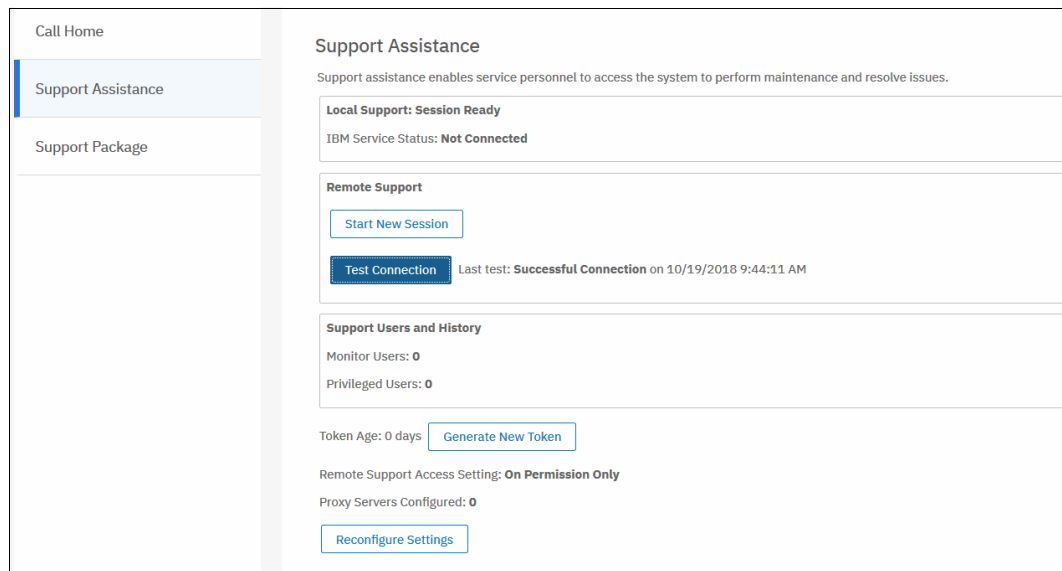 Call Home
Support Assistance
Support Package
Support Assistance
Support assistance enables service personnel to access the system to perform maintenance and resolve issues.
Local Support: Session Ready
IBM Service Status: Not Connected
Remote Support
Start New Session
Test Connection Last test: Successful Connection on 10/19/2018 9:44:11 AM
Support Users and History
Monitor Users: 0
Privileged Users: 0
Token Age: 0 days Generate New Token
Remote Support Access Setting: On Permission Only
Proxy Servers Configured: 0
Reconfigure Settings